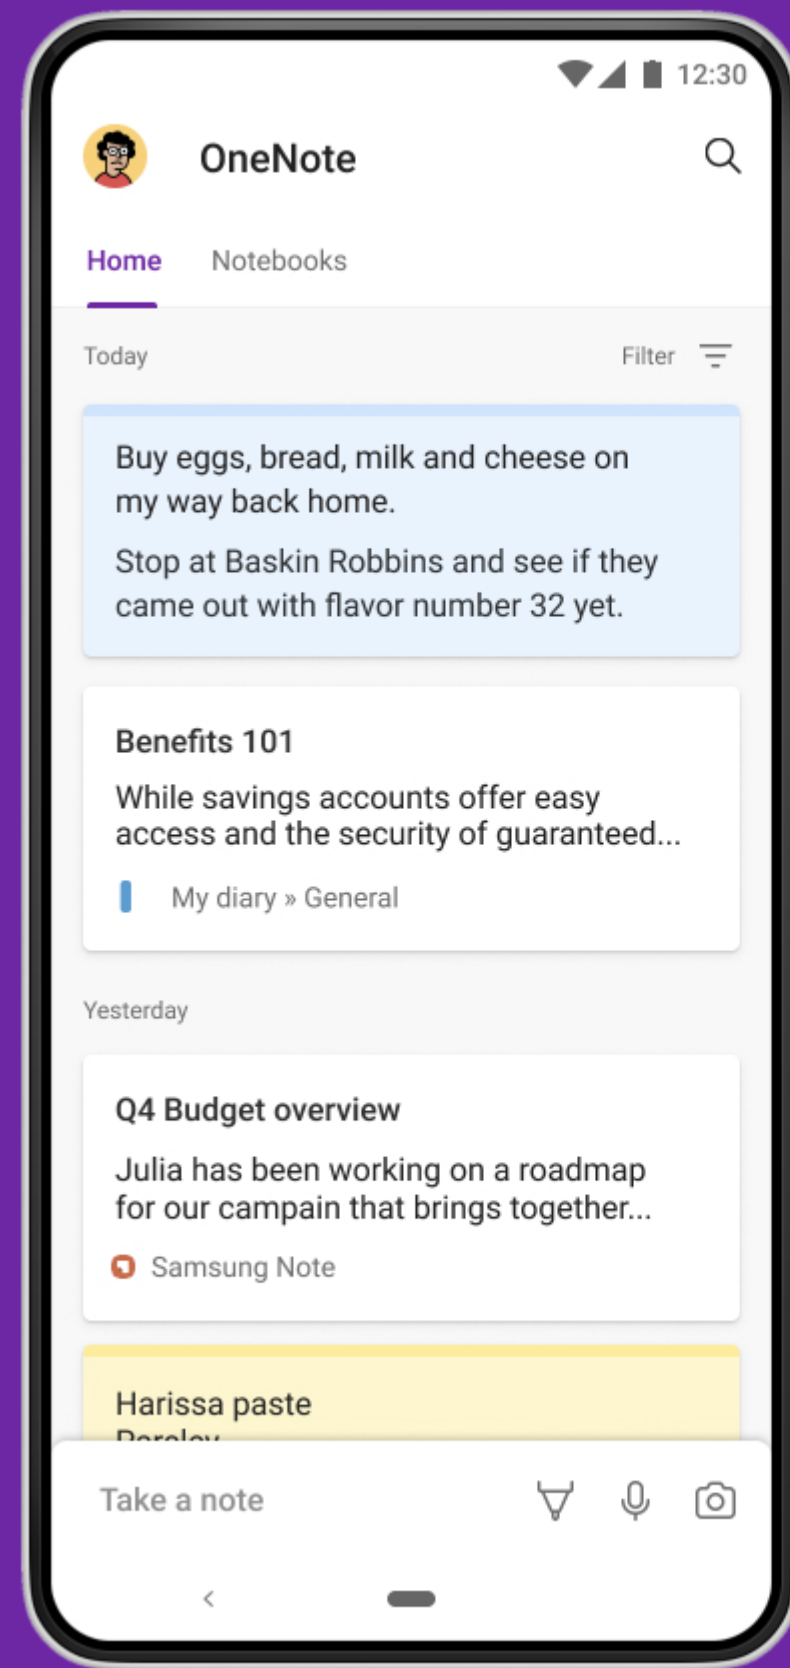 12:30
OneNote
Home Notebooks
Today Filter
Buy eggs, bread, milk and cheese on
my way back home.
Stop at Baskin Robbins and see if they
came out with flavor number 32 yet.
Benefits 101
While savings accounts offer easy
access and the security of guaranteed...
My diary » General
Yesterday
Q4 Budget overview
Julia has been working on a roadmap
for our campain that brings together...
Samsung Note
Harissa paste
Parsley
Take a note